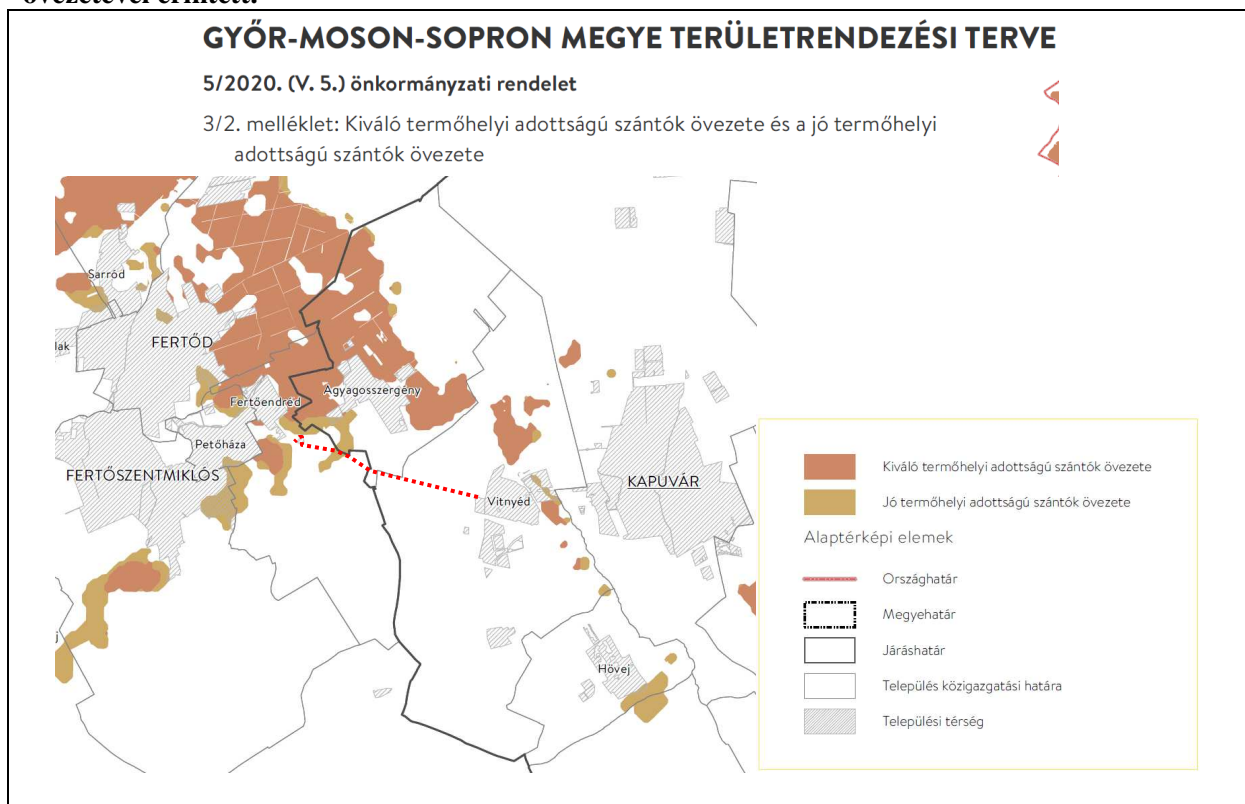 övezetével érintett.
GYŐR-MOSON-SOPRON MEGYE TERÜLETRENDEZÉSI TERVE
5/2020. (V. 5.) önkormányzati rendelet
3/2. melléklet: Kiváló termőhelyi adottságú szántók övezete és a jó termőhelyi
adottságú szántók övezete
Sarród
lak
FERTŐD
Agyagosszergény
Fertőendréd
Petőháza
FERTŐSZENTMIKLÓS
Vitnyéd
KAPUVÁR
j
Hövej
Kiváló termőhelyi adottságú szántók övezete
Jó termőhelyi adottságú szántók övezete
Alaptérképi elemek
Országhatár
Megyehatár
Járáshatár
Település közigazgatási határa
Települési térség